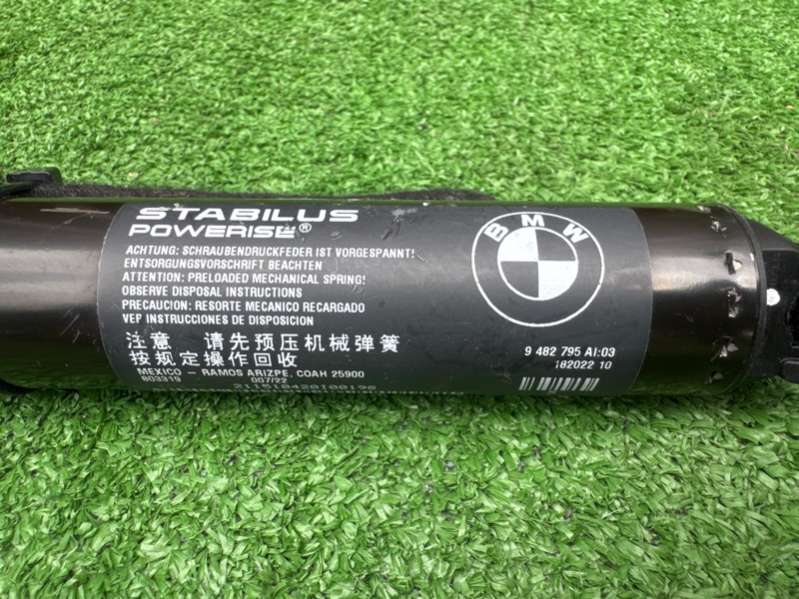 STABILUS
POWERISE®
ACHTUNG: SCHRAUBENDRUCKFEDER IST VORGESPANNT!
ENTSORGUNGSVORSCHRIFT BEACHTEN
ATTENTION: PRELOADED MECHANICAL SPRING!
OBSERVE DISPOSAL INSTRUCTIONS
PRECAUCION: RESORTE MECANICO RECARGADO
VEF INSTRUCCIONES DE DISPOSICION
注意 请先预压机械弹簧
按规定操作回收
MEXICO - RAMOS ARIZPE, COAH 25900
903319 007/22
BMW
9 482 795 AI:03
182022 10